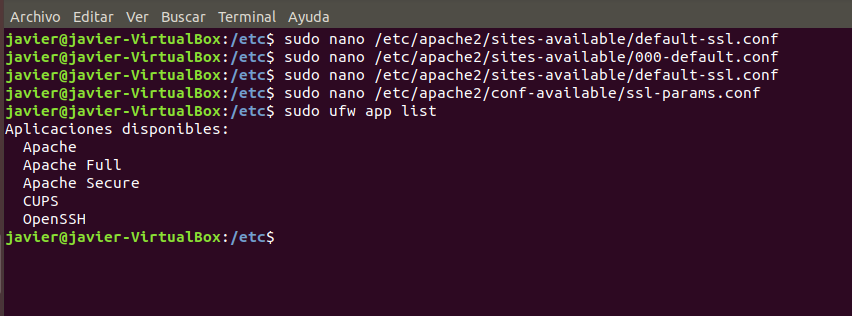 Archivo Editar Ver Buscar Terminal Ayuda
javier@javier-VirtualBox:/etc$ sudo nano /etc/apache2/sites-available/default-ssl.conf
javier@javier-VirtualBox:/etc$ sudo nano /etc/apache2/sites-available/000-default.conf
javier@javier-VirtualBox:/etc$ sudo nano /etc/apache2/sites-available/default-ssl.conf
javier@javier-VirtualBox:/etc$ sudo nano /etc/apache2/conf-available/ssl-params.conf
javier@javier-VirtualBox:/etc$ sudo ufw app list
Aplicaciones disponibles:
  Apache
  Apache Full
  Apache Secure
  CUPS
  OpenSSH
javier@javier-VirtualBox:/etc$